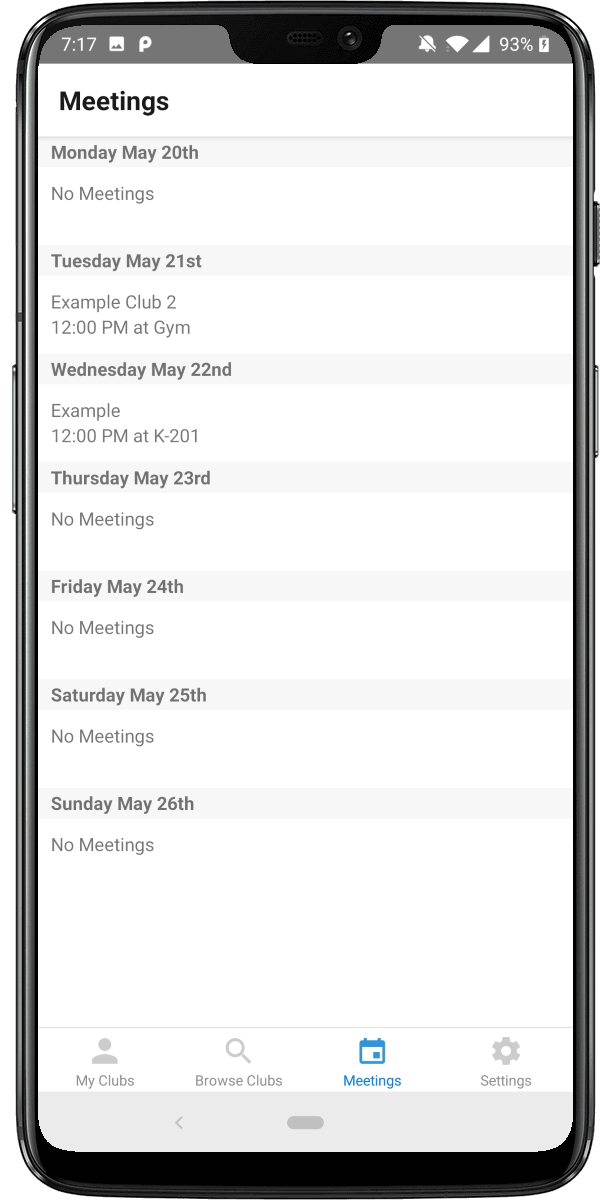 7:17
93%
Meetings
Monday May 20th
No Meetings
Tuesday May 21st
Example Club 2
12:00 PM at Gym
Wednesday May 22nd
Example
12:00 PM at K-201
Thursday May 23rd
No Meetings
Friday May 24th
No Meetings
Saturday May 25th
No Meetings
Sunday May 26th
No Meetings
My Clubs
Browse Clubs
Meetings
Settings